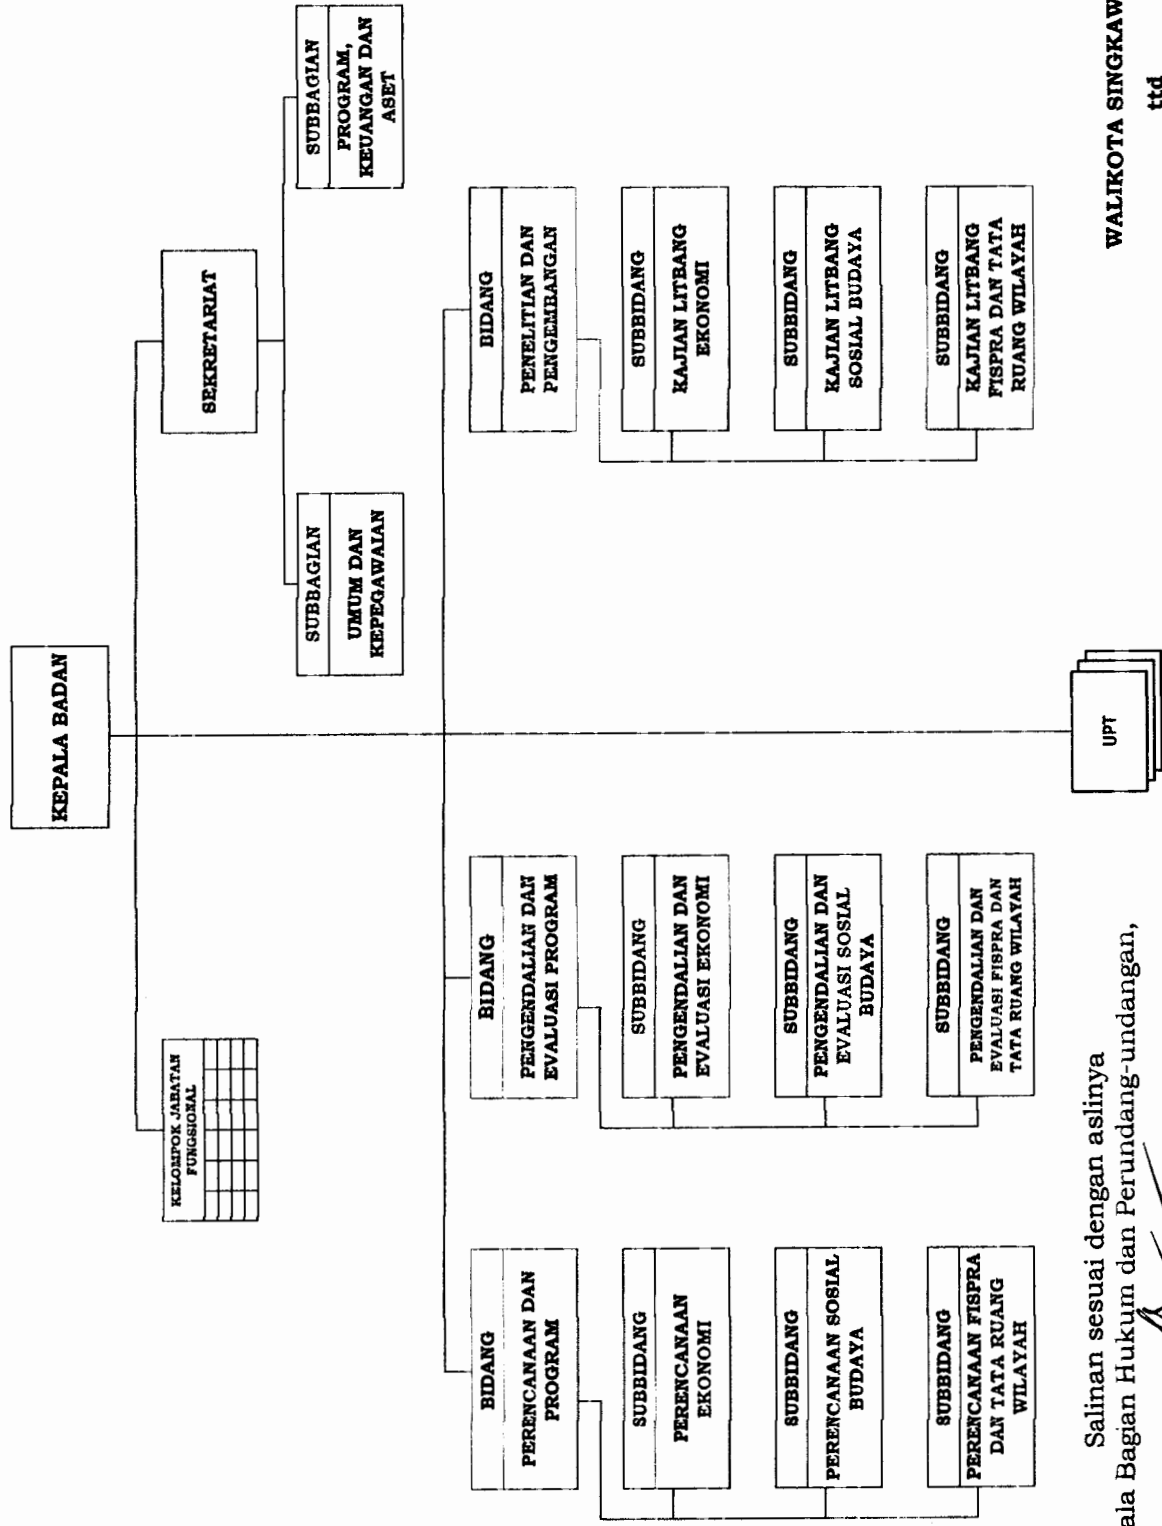 KEPALA BADAN
KELOMPOK JABATAN
FUNGSIONAL
SEKRETARIAT
SUBBAGIAN
UMUM DAN
KEPEGAWAIAN
SUBBAGIAN
PROGRAM,
KEUANGAN DAN
ASET
BIDANG
PERENCANAAN DAN
PROGRAM
SUBBIDANG
PERENCANAAN
EKONOMI
SUBBIDANG
PERENCANAAN SOSIAL
BUDAYA
SUBBIDANG
PERENCANAAN FISPRA
DAN TATA RUANG
WILAYAH
BIDANG
PENGENDALIAN DAN
EVALUASI PROGRAM
SUBBIDANG
PENGENDALIAN DAN
EVALUASI EKONOMI
SUBBIDANG
PENGENDALIAN DAN
EVALUASI SOSIAL
BUDAYA
SUBBIDANG
PENGENDALIAN DAN
EVALUASI FISPRA DAN
TATA RUANG WILAYAH
BIDANG
PENELITIAN DAN
PENGEMBANGAN
SUBBIDANG
KAJIAN LITBANG
EKONOMI
SUBBIDANG
KAJIAN LITBANG
SOSIAL BUDAYA
SUBBIDANG
KAJIAN LITBANG
FISPRA DAN TATA
RUANG WILAYAH
UPT
Salinan sesuai dengan aslinya
ala Bagian Hukum dan Perundang-undangan,
WALIKOTA SINGKAW
ttd